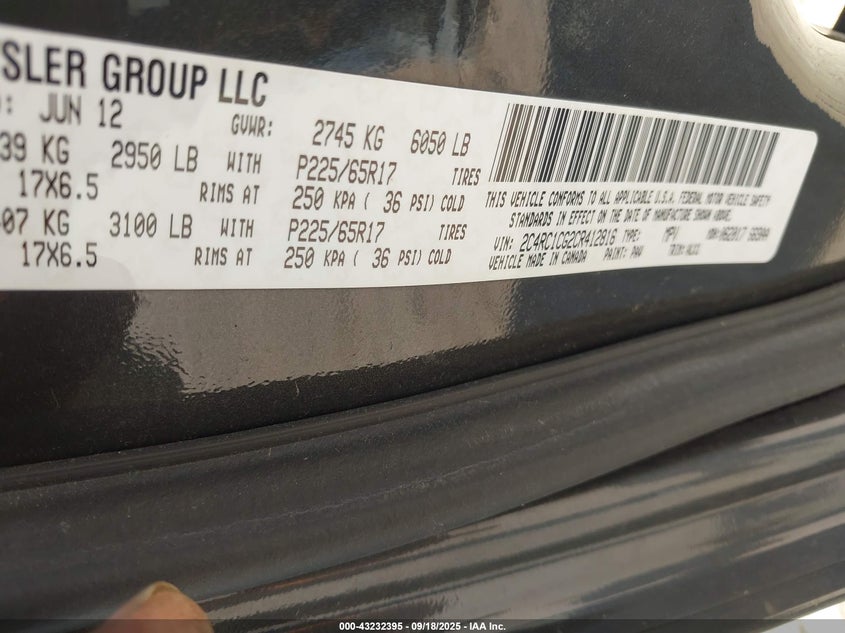 SLER GROUP LLC
: JUN 12 GVWR: 2745 KG 6050 LB
39 KG 2950 LB WITH P225/65R17 TIRES
17X6.5 RIMS AT 250 KPA ( 36 PSI) COLD
07 KG 3100 LB WITH P225/65R17 TIRES
17X6.5 RIMS AT 250 KPA ( 36 PSI) COLD
THIS VEHICLE CONFORMS TO ALL APPLICABLE U.S.A. FEDERAL MOTOR VEHICLE SAFETY
STANDARDS IN EFFECT ON THE DATE OF MANUFACTURE SHOWN ABOVE.
VIN: 2C4RC1CG2CR412816 TYPE: MPV MDH:
VEHICLE MADE IN CANADA PAINT: PAW TRIM:
000-43232395 - 09/18/2025 - IAA Inc.